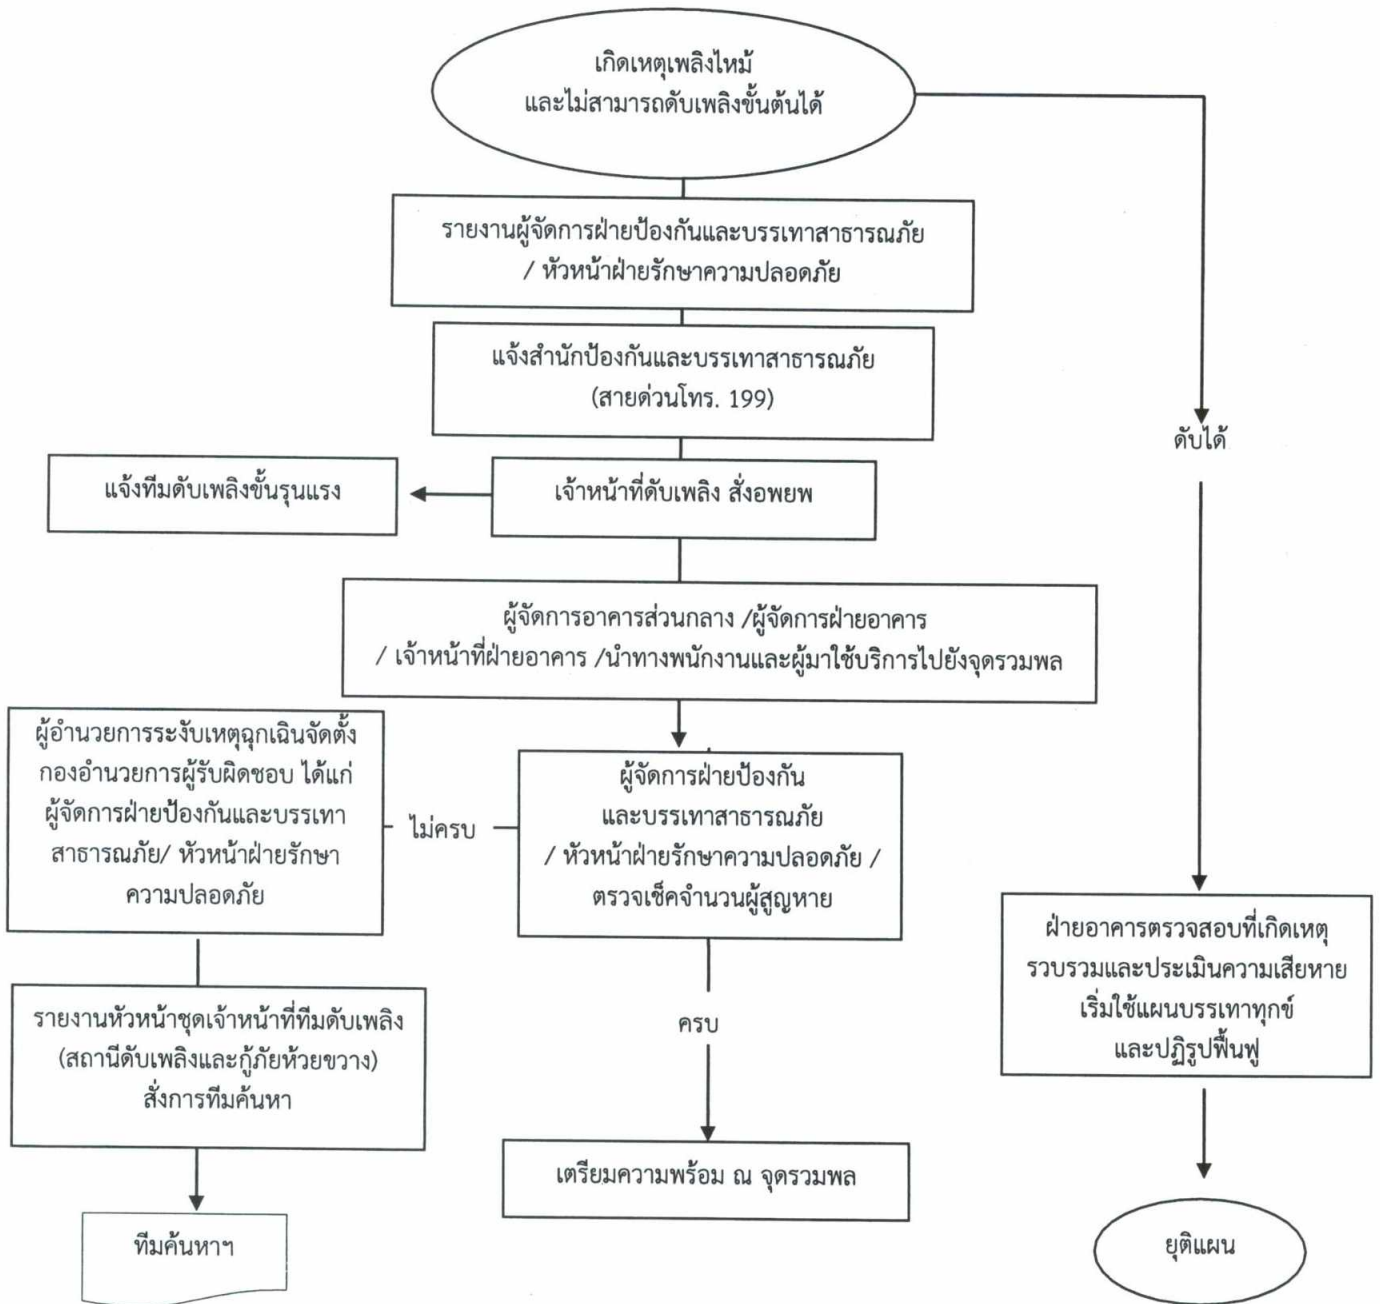 เกิดเหตุเพลิงไหม้
และไม่สามารถดับเพลิงขั้นต้นได้
รายงานผู้จัดการฝ่ายป้องกันและบรรเทาสาธารณภัย
/ หัวหน้าฝ่ายรักษาความปลอดภัย
แจ้งสำนักป้องกันและบรรเทาสาธารณภัย
(สายด่วนโทร. 199)
ดับได้
แจ้งทีมดับเพลิงขั้นรุนแรง
เจ้าหน้าที่ดับเพลิง สั่งอพยพ
ผู้จัดการอาคารส่วนกลาง /ผู้จัดการฝ่ายอาคาร
/ เจ้าหน้าที่ฝ่ายอาคาร /นำทางพนักงานและผู้มาใช้บริการไปยังจุดรวมพล
ผู้อำนวยการระงับเหตุฉุกเฉินจัดตั้ง
กองอำนวยการผู้รับผิดชอบ ได้แก่
ผู้จัดการฝ่ายป้องกันและบรรเทา
สาธารณภัย/ หัวหน้าฝ่ายรักษา
ความปลอดภัย
ไม่ครบ
ผู้จัดการฝ่ายป้องกัน
และบรรเทาสาธารณภัย
/ หัวหน้าฝ่ายรักษาความปลอดภัย /
ตรวจเช็คจำนวนผู้สูญหาย
ฝ่ายอาคารตรวจสอบที่เกิดเหตุ
รวบรวมและประเมินความเสียหาย
เริ่มใช้แผนบรรเทาทุกข์
และปฏิรูปฟื้นฟู
รายงานหัวหน้าชุดเจ้าหน้าที่ทีมดับเพลิง
(สถานีดับเพลิงและกู้ภัยห้วยขวาง)
สั่งการทีมค้นหา
ครบ
เตรียมความพร้อม ณ จุดรวมพล
ทีมค้นหาฯ
ยุติแผน